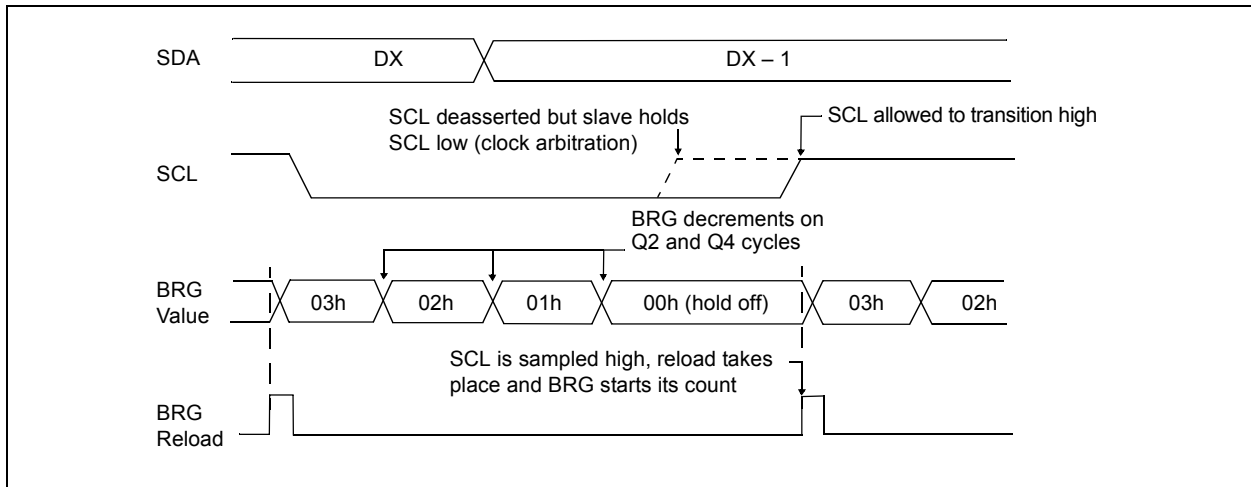 SDA
DX
DX – 1
SCL deasserted but slave holds
SCL low (clock arbitration)
SCL allowed to transition high
SCL
BRG decrements on
Q2 and Q4 cycles
BRG
Value
03h
02h
01h
00h (hold off)
03h
02h
SCL is sampled high, reload takes
place and BRG starts its count
BRG
Reload